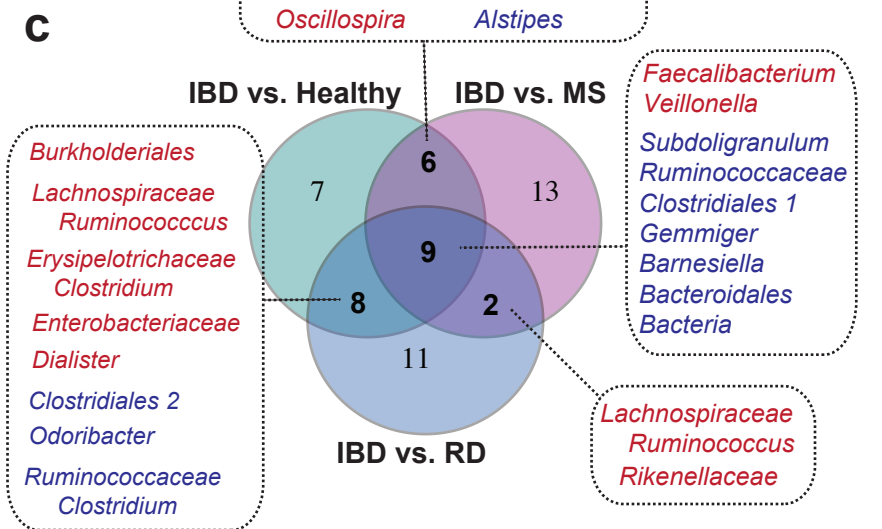 c
Oscillospira Alstipes
IBD vs. Healthy IBD vs. MS
Burkholderiales
Lachnospiraceae
Ruminococccus
Erysipelotrichaceae
Clostridium
Enterobacteriaceae
Dialister
Clostridiales 2
Odoribacter
Ruminococcaceae
Clostridium
7
6
13
9
8
2
11
IBD vs. RD
Faecalibacterium
Veillonella
Subdoligranulum
Ruminococcaceae
Clostridiales 1
Gemmiger
Barnesiella
Bacteroidales
Bacteria
Lachnospiraceae
Ruminococcus
Rikenellaceae